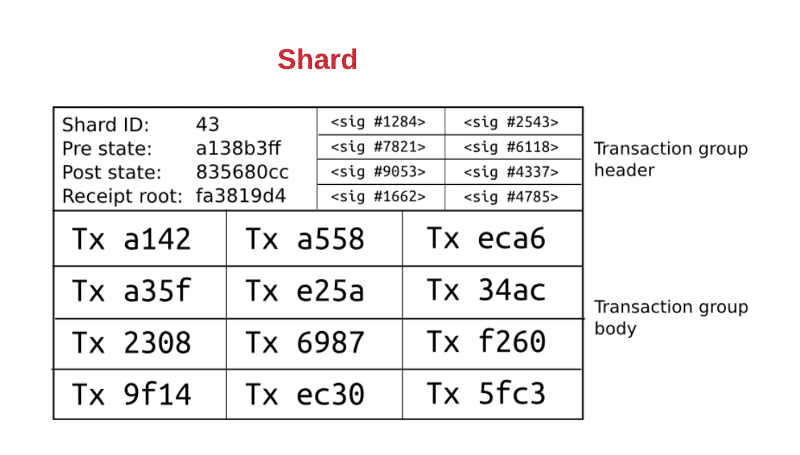 Shard
Shard ID: 43 <sig #1284> <sig #2543>
Pre state: a138b3ff <sig #7821> <sig #6118>
Post state: 835680cc <sig #9053> <sig #4337>
Receipt root: fa3819d4 <sig #1662> <sig #4785>
Transaction group
header
Tx a142 Tx a558 Tx eca6
Tx a35f Tx e25a Tx 34ac
Tx 2308 Tx 6987 Tx f260
Tx 9f14 Tx ec30 Tx 5fc3
Transaction group
body